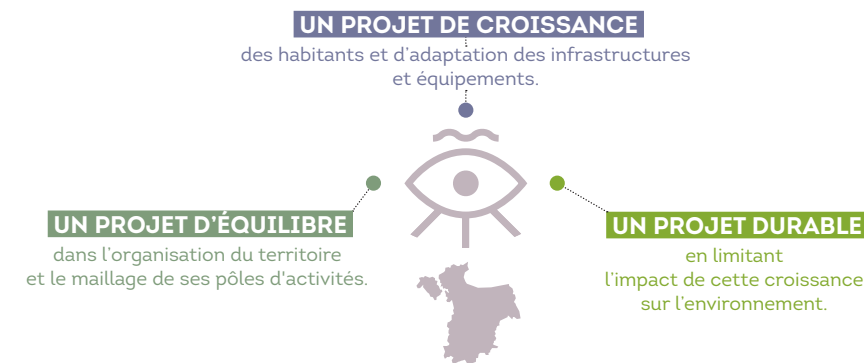 UN PROJET DE CROISSANCE
des habitants et d'adaptation des infrastructures
et équipements.
UN PROJET D'ÉQUILIBRE
dans l'organisation du territoire
et le maillage de ses pôles d'activités.
UN PROJET DURABLE
en limitant
l'impact de cette croissance
sur l'environnement.